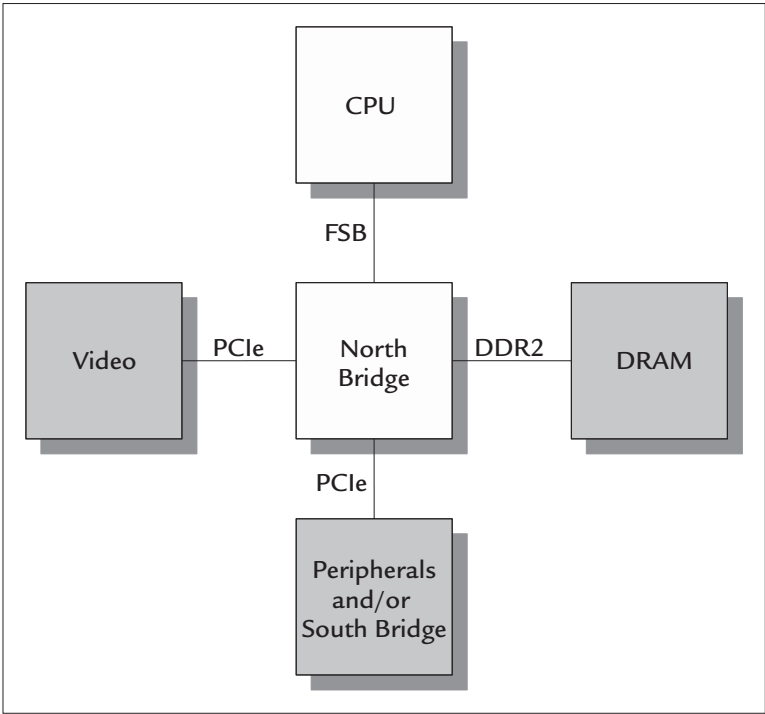 CPU
FSB
Video
PCIe
North
Bridge
DDR2
DRAM
PCIe
Peripherals
and/or
South Bridge